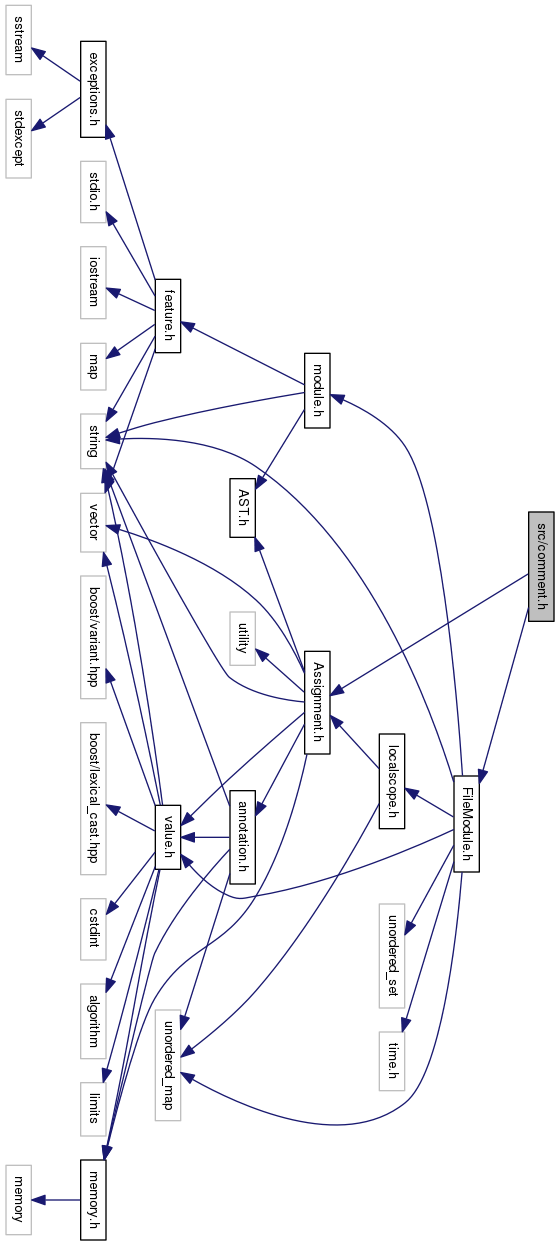 src/comment.h
FileModule.h
localscope.h
unordered_set
time.h
module.h
Assignment.h
AST.h
utility
annotation.h
feature.h
value.h
unordered_map
exceptions.h
stdio.h
iostream
map
string
vector
boost/variant.hpp
boost/lexical_cast.hpp
cstdint
algorithm
limits
memory.h
sstream
stdexcept
memory